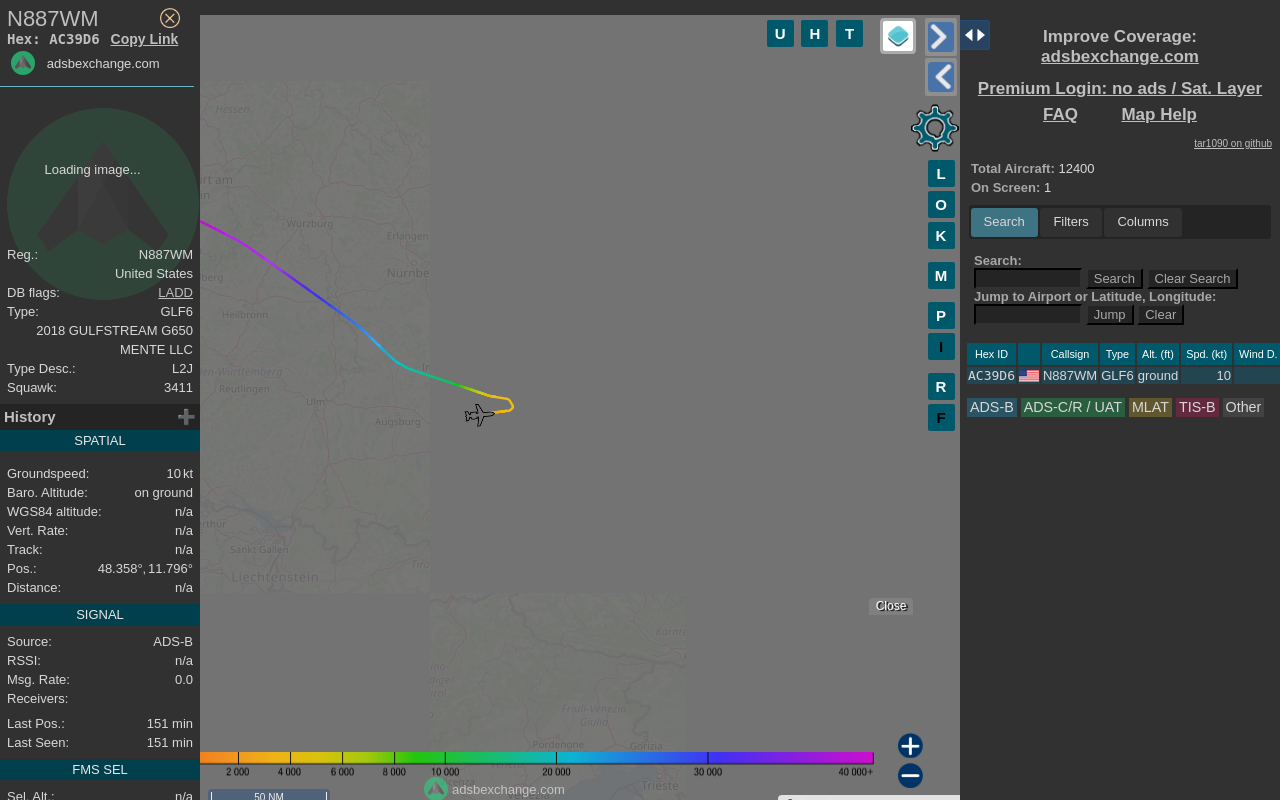 N887WM
Hex: AC39D6 Copy Link
adsbexchange.com
Loading image...
Reg.: N887WM
United States
DB flags: LADD
Type: GLF6
2018 GULFSTREAM G650
MENTE LLC
Type Desc.: L2J
Squawk: 3411
History
SPATIAL
Groundspeed: 10 kt
Baro. Altitude: on ground
WGS84 altitude: n/a
Vert. Rate: n/a
Track: n/a
Pos.: 48.358°, 11.796°
Distance: n/a
SIGNAL
Source: ADS-B
RSSI: n/a
Msg. Rate: 0.0
Receivers:
Last Pos.: 151 min
Last Seen: 151 min
FMS SEL
Sel. Alt.: n/a
U H T
L
O
K
M
P
I
R
F
Hessen
Würzburg
Erlangen
Nürnbe
Heilbronn
Reutlingen
Ulm
Augsburg
Sankt Gallen
Liechtenstein
Friuli-Venezia
Giulia
Pordenone
Gorizia
Trieste
Close
2 000 4 000 6 000 8 000 10 000 20 000 30 000 40 000+
adsbexchange.com
50 NM
Improve Coverage:
adsbexchange.com
Premium Login: no ads / Sat. Layer
FAQ Map Help
tar1090 on github
Total Aircraft: 12400
On Screen: 1
Search Filters Columns
Search:
Search Clear Search
Jump to Airport or Latitude, Longitude:
Jump Clear
Hex ID Callsign Type Alt. (ft) Spd. (kt) Wind D.
AC39D6 N887WM GLF6 ground 10
ADS-B ADS-C/R / UAT MLAT TIS-B Other